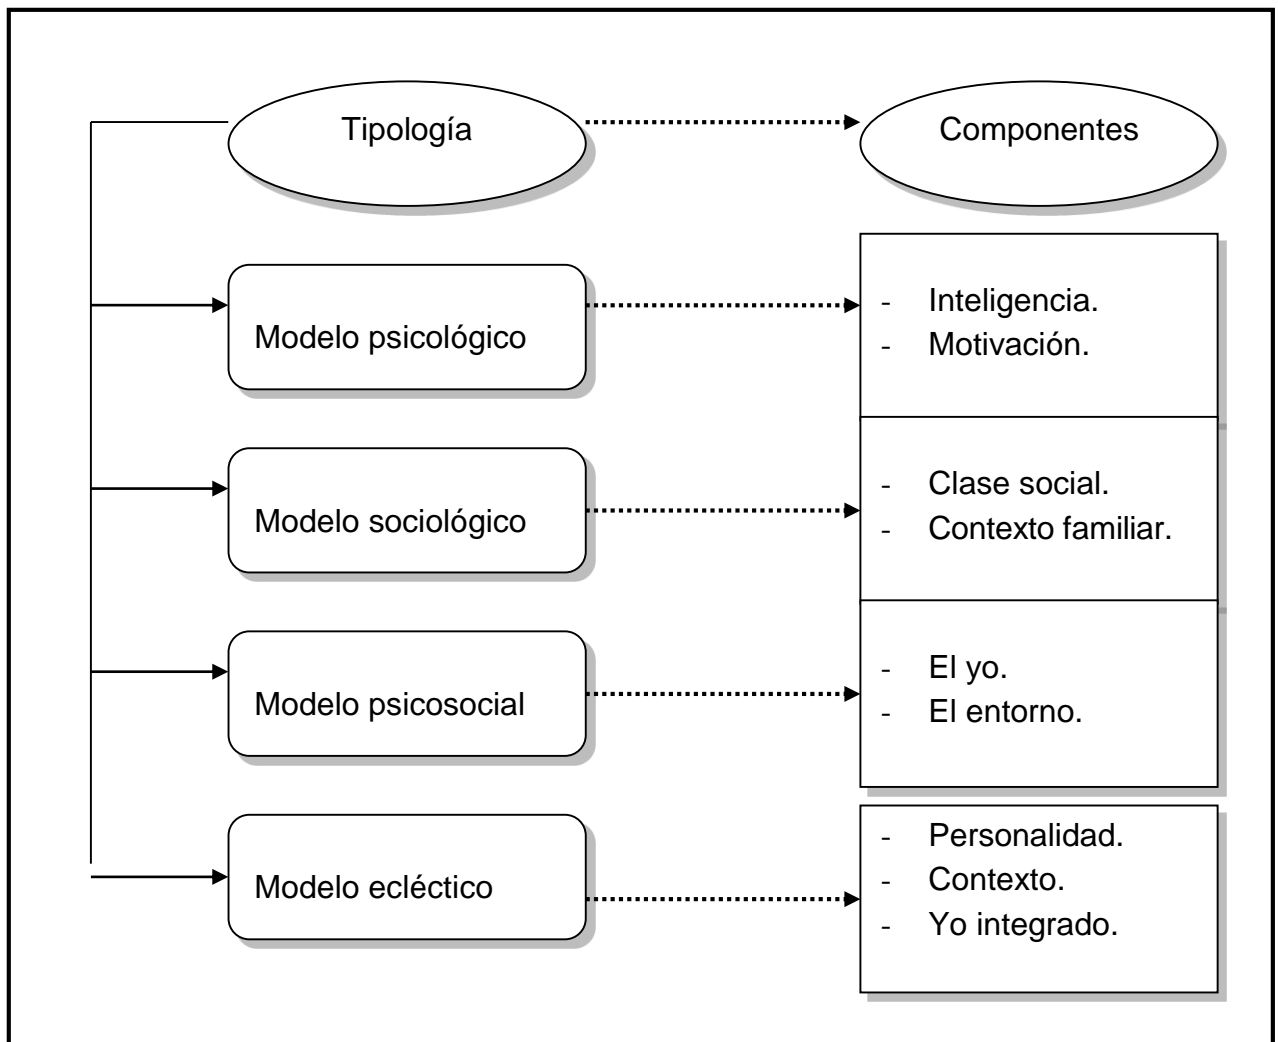 Tipología
Componentes
Modelo psicológico
- Inteligencia.
- Motivación.
Modelo sociológico
- Clase social.
- Contexto familiar.
Modelo psicosocial
- El yo.
- El entorno.
Modelo ecléctico
- Personalidad.
- Contexto.
- Yo integrado.